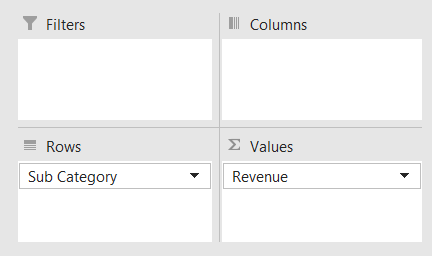 Filters
Columns
Rows
Sub Category
Values
Revenue